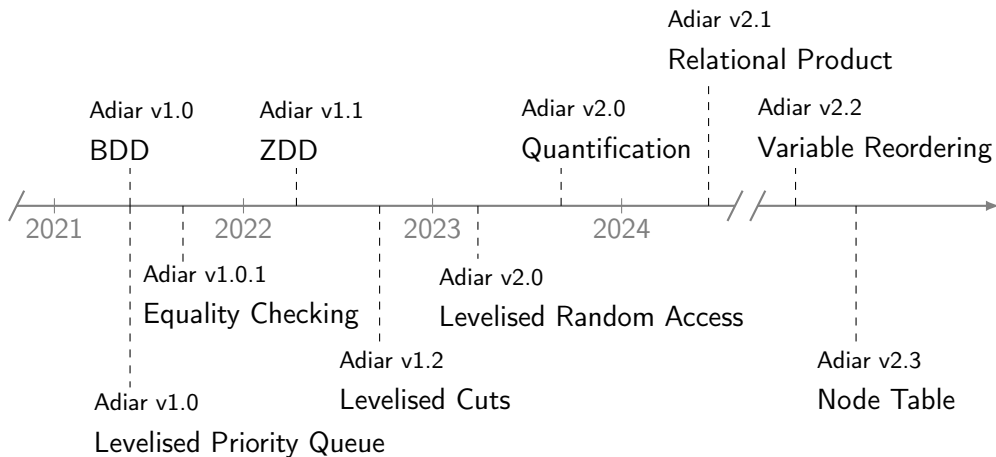 Adiar v2.1
Relational Product
Adiar v1.0
BDD
Adiar v1.1
ZDD
Adiar v2.0
Quantification
Adiar v2.2
Variable Reordering
2021
2022
2023
2024
Adiar v1.0.1
Equality Checking
Adiar v2.0
Levelised Random Access
Adiar v1.2
Levelised Cuts
Adiar v2.3
Node Table
Adiar v1.0
Levelised Priority Queue